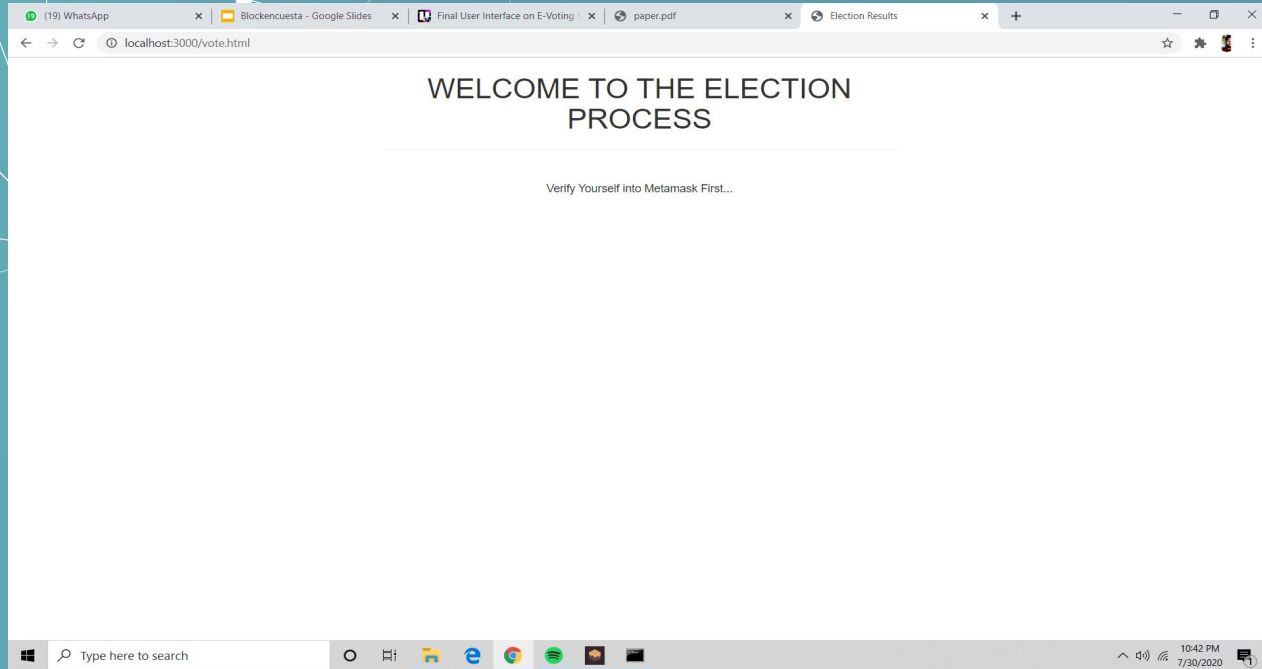 (19) WhatsApp
Blockencuesta - Google Slides
Final User Interface on E-Voting
paper.pdf
Election Results
localhost:3000/vote.html
WELCOME TO THE ELECTION
PROCESS
Verify Yourself into Metamask First...
Type here to search
10:42 PM
7/30/2020